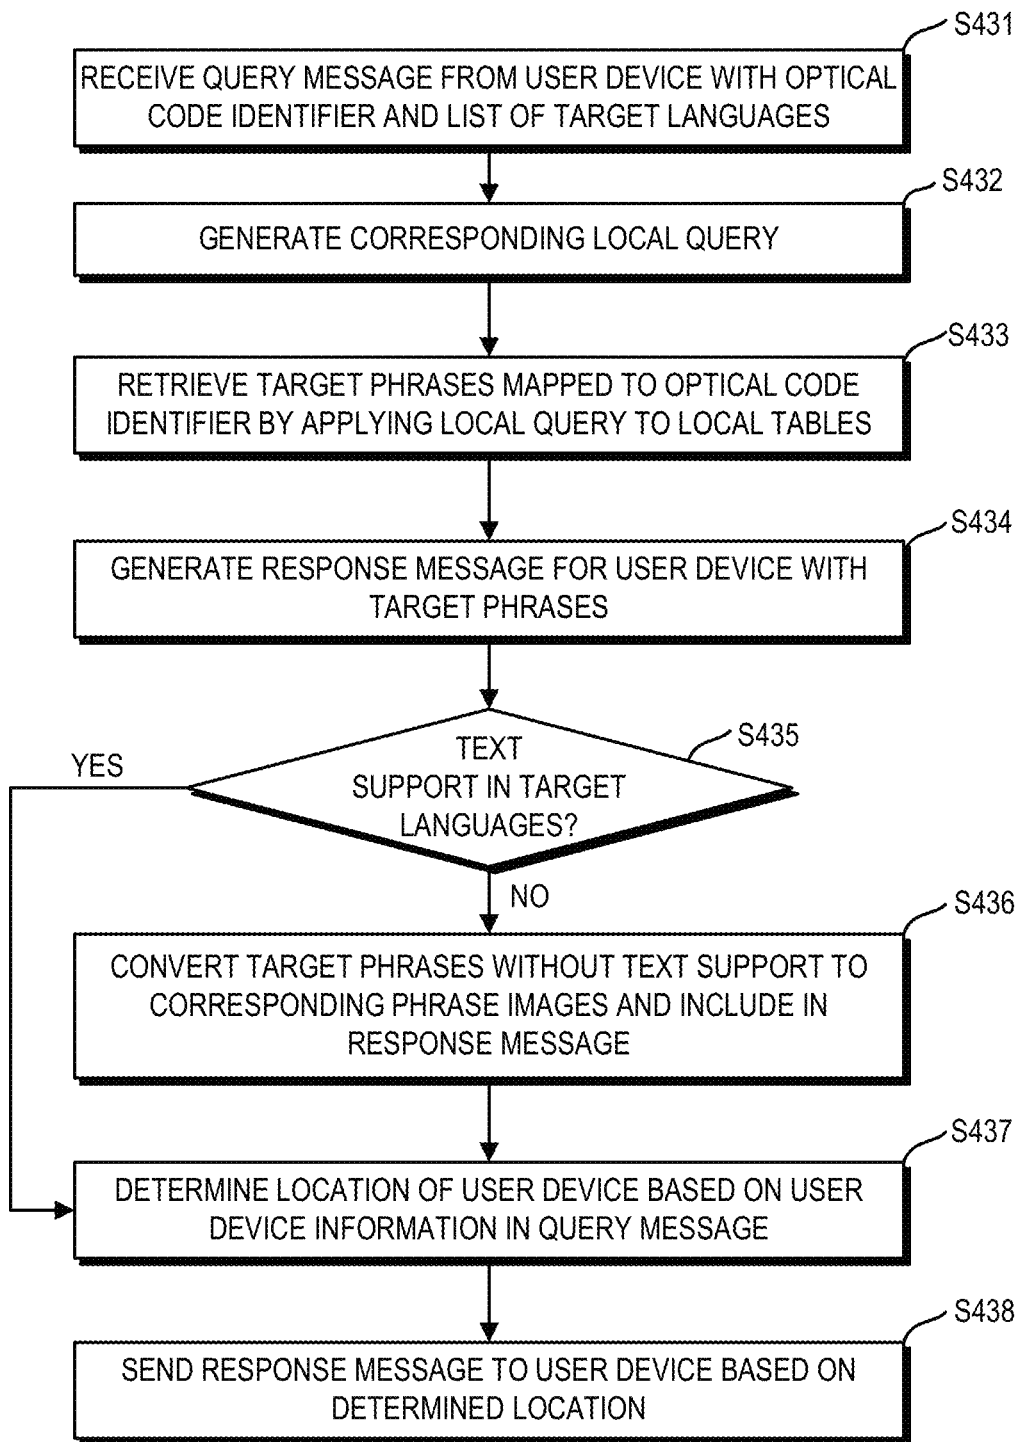 S431
RECEIVE QUERY MESSAGE FROM USER DEVICE WITH OPTICAL
CODE IDENTIFIER AND LIST OF TARGET LANGUAGES
S432
GENERATE CORRESPONDING LOCAL QUERY
S433
RETRIEVE TARGET PHRASES MAPPED TO OPTICAL CODE
IDENTIFIER BY APPLYING LOCAL QUERY TO LOCAL TABLES
S434
GENERATE RESPONSE MESSAGE FOR USER DEVICE WITH
TARGET PHRASES
S435
TEXT
SUPPORT IN TARGET
LANGUAGES?
YES
NO
S436
CONVERT TARGET PHRASES WITHOUT TEXT SUPPORT TO
CORRESPONDING PHRASE IMAGES AND INCLUDE IN
RESPONSE MESSAGE
S437
DETERMINE LOCATION OF USER DEVICE BASED ON USER
DEVICE INFORMATION IN QUERY MESSAGE
S438
SEND RESPONSE MESSAGE TO USER DEVICE BASED ON
DETERMINED LOCATION